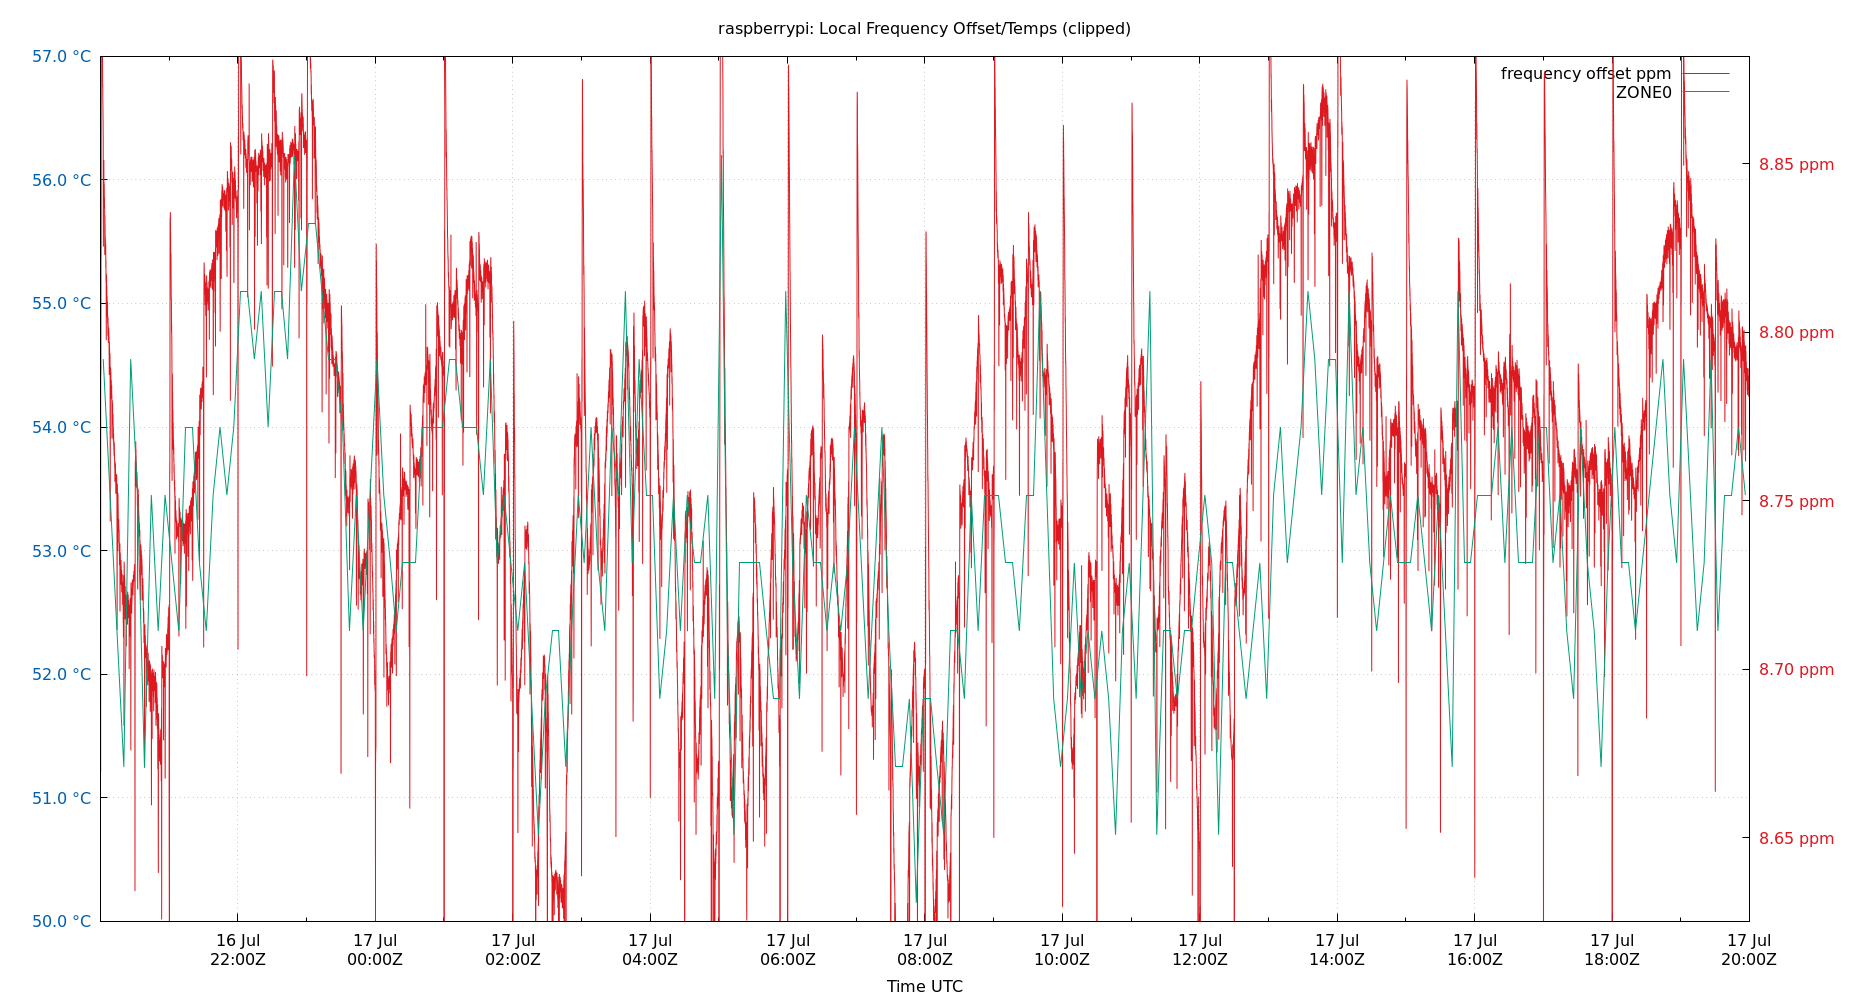 raspberrypi: Local Frequency Offset/Temps (clipped)
57.0 °C
56.0 °C
55.0 °C
54.0 °C
53.0 °C
52.0 °C
51.0 °C
50.0 °C
frequency offset ppm
ZONE0
8.85 ppm
8.80 ppm
8.75 ppm
8.70 ppm
8.65 ppm
16 Jul
22:00Z
17 Jul
00:00Z
17 Jul
02:00Z
17 Jul
04:00Z
17 Jul
06:00Z
17 Jul
08:00Z
17 Jul
10:00Z
17 Jul
12:00Z
17 Jul
14:00Z
17 Jul
16:00Z
17 Jul
18:00Z
17 Jul
20:00Z
Time UTC